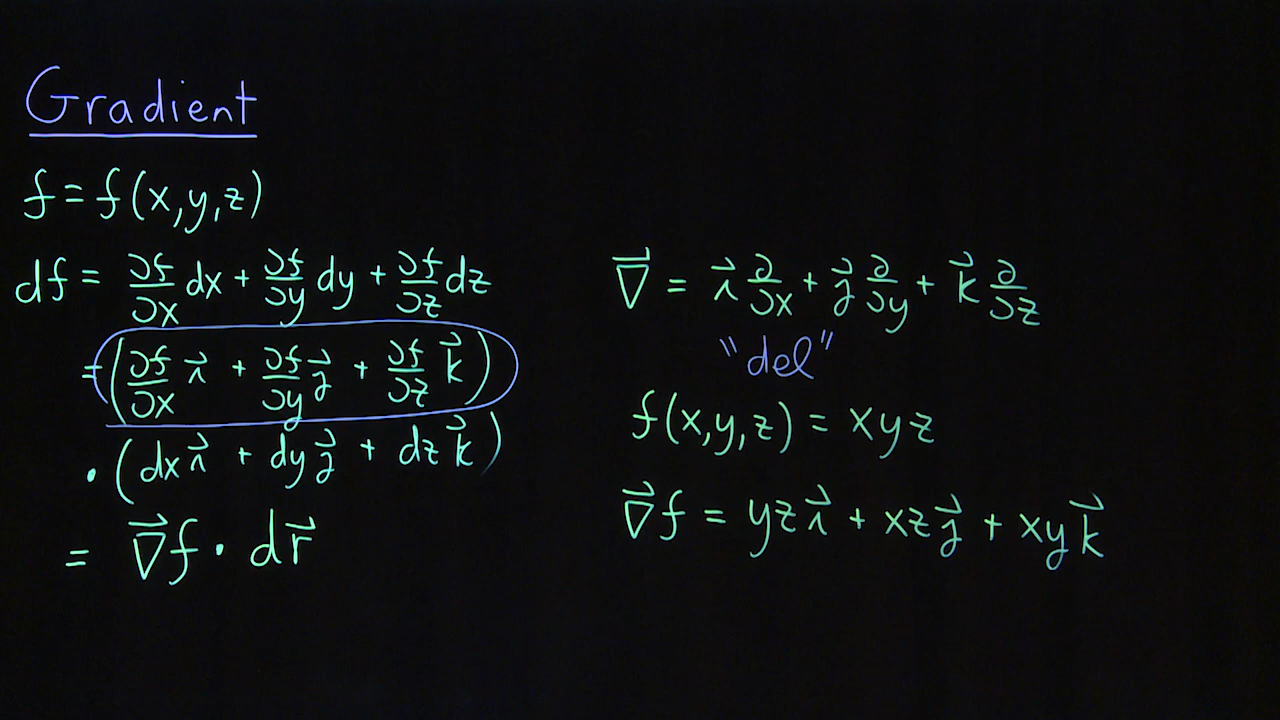 Gradient
f = f(x,y,z)
df = ∂f/∂x dx + ∂f/∂y dy + ∂f/∂z dz
= (∂f/∂x i⃗ + ∂f/∂y j⃗ + ∂f/∂z k⃗)
· (dx i⃗ + dy j⃗ + dz k⃗)
= ∇⃗f · dr⃗
∇⃗ = i⃗ ∂/∂x + j⃗ ∂/∂y + k⃗ ∂/∂z
"del"
f(x,y,z) = xyz
∇⃗f = yz i⃗ + xz j⃗ + xy k⃗